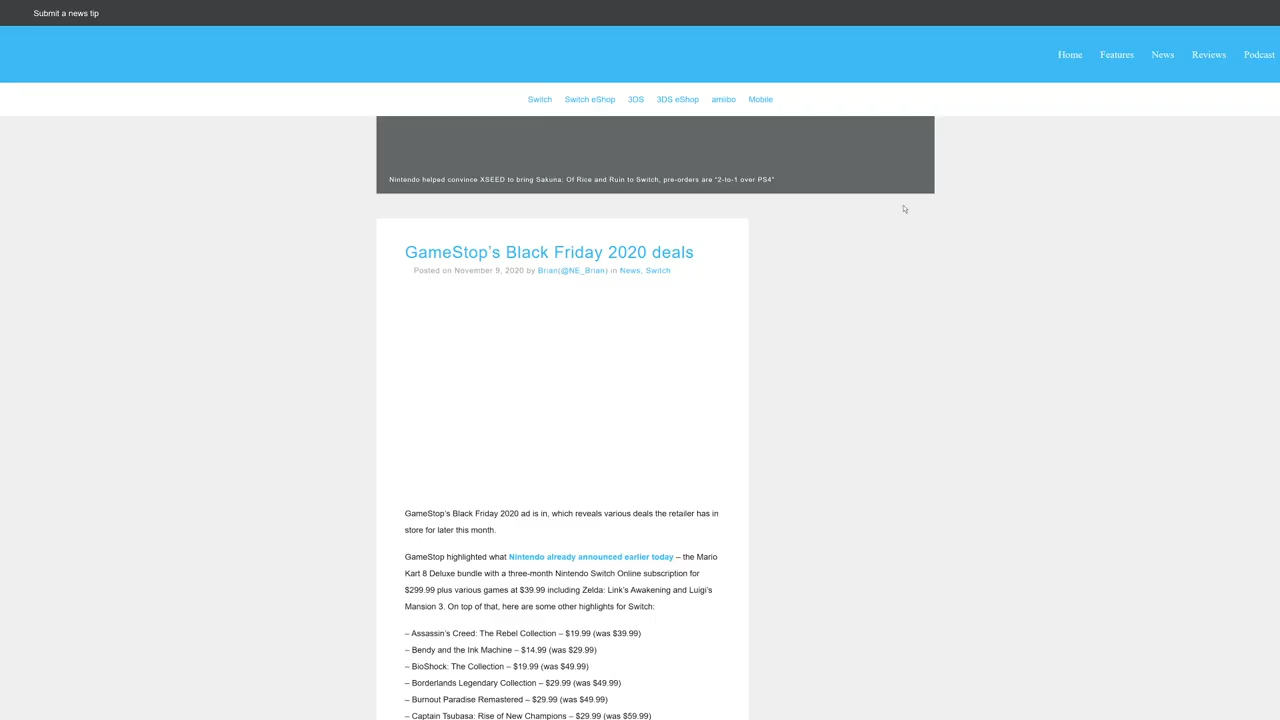 Submit a news tip
Home Features News Reviews Podcast
Switch Switch eShop 3DS 3DS eShop amiibo Mobile
Nintendo helped convince XSEED to bring Sakuna: Of Rice and Ruin to Switch, pre-orders are "2-to-1 over PS4"
GameStop's Black Friday 2020 deals
Posted on November 9, 2020 by Brian(@NE_Brian) in News, Switch
GameStop's Black Friday 2020 ad is in, which reveals various deals the retailer has in
store for later this month.
GameStop highlighted what Nintendo already announced earlier today – the Mario
Kart 8 Deluxe bundle with a three-month Nintendo Switch Online subscription for
$299.99 plus various games at $39.99 including Zelda: Link's Awakening and Luigi's
Mansion 3. On top of that, here are some other highlights for Switch:
– Assassin's Creed: The Rebel Collection – $19.99 (was $39.99)
– Bendy and the Ink Machine – $14.99 (was $29.99)
– BioShock: The Collection – $19.99 (was $49.99)
– Borderlands Legendary Collection – $29.99 (was $49.99)
– Burnout Paradise Remastered – $29.99 (was $49.99)
– Captain Tsubasa: Rise of New Champions – $29.99 (was $59.99)